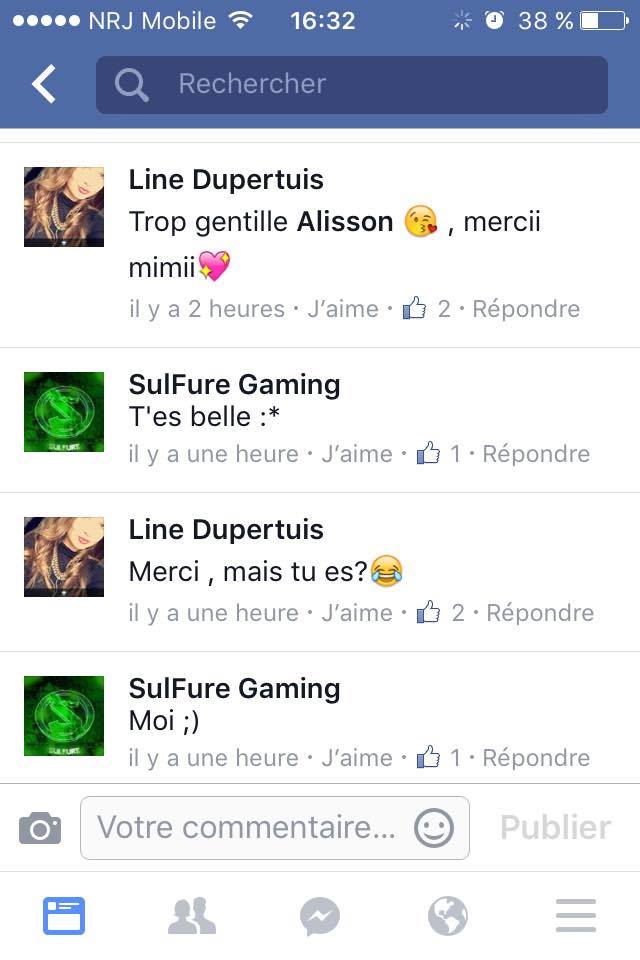 NRJ Mobile 16:32 38 %
Rechercher
Line Dupertuis
Trop gentille Alisson 😘 , mercii
mimii💖
il y a 2 heures · J'aime · 2 · Répondre
SULFURE
SulFure Gaming
T'es belle :*
il y a une heure · J'aime · 1 · Répondre
Line Dupertuis
Merci , mais tu es?😂
il y a une heure · J'aime · 2 · Répondre
SULFURE
SulFure Gaming
Moi ;)
il y a une heure · J'aime · 1 · Répondre
Votre commentaire... Publier